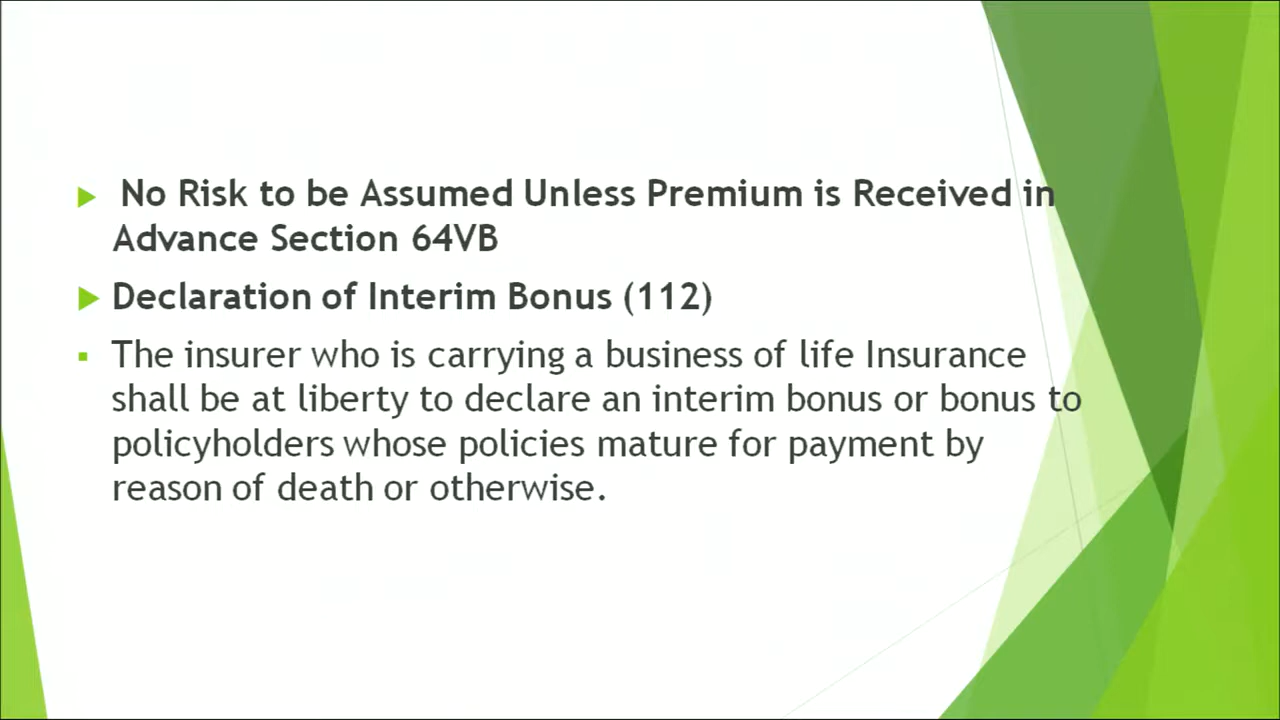 No Risk to be Assumed Unless Premium is Received in
Advance Section 64VB
Declaration of Interim Bonus (112)
The insurer who is carrying a business of life Insurance
shall be at liberty to declare an interim bonus or bonus to
policyholders whose policies mature for payment by
reason of death or otherwise.